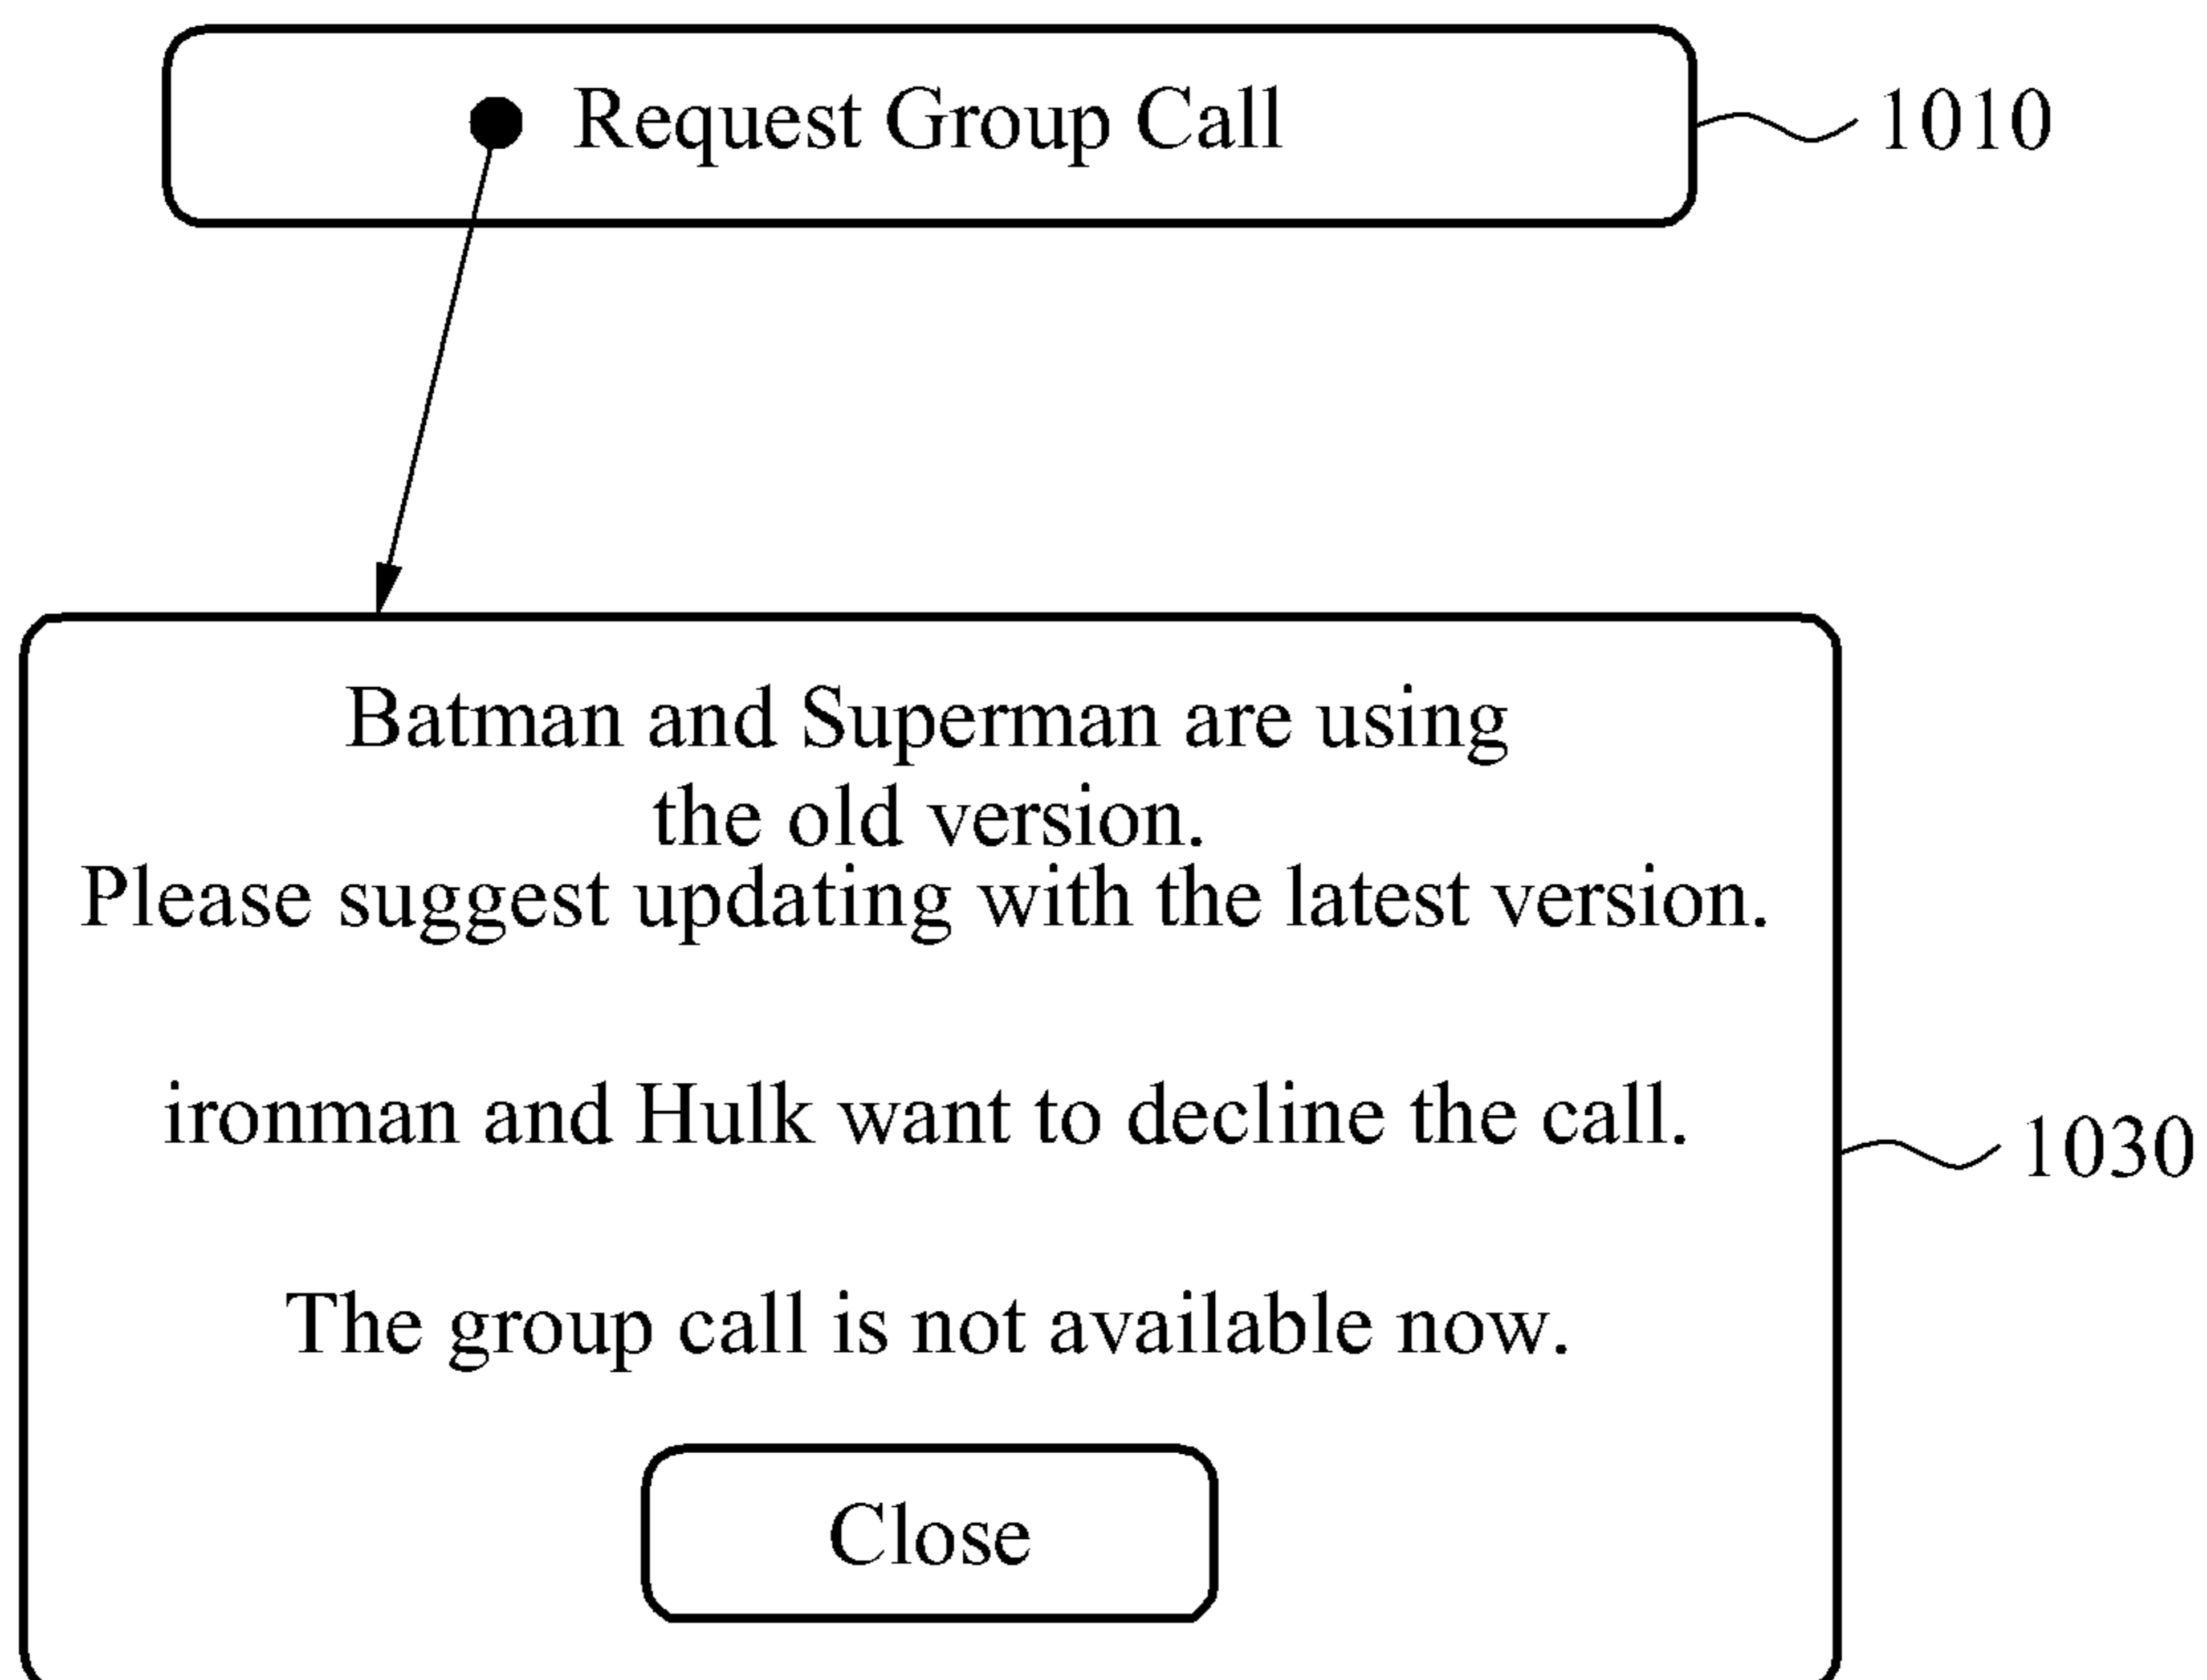 Request Group Call
1010
Batman and Superman are using
the old version.
Please suggest updating with the latest version.
ironman and Hulk want to decline the call.
1030
The group call is not available now.
Close